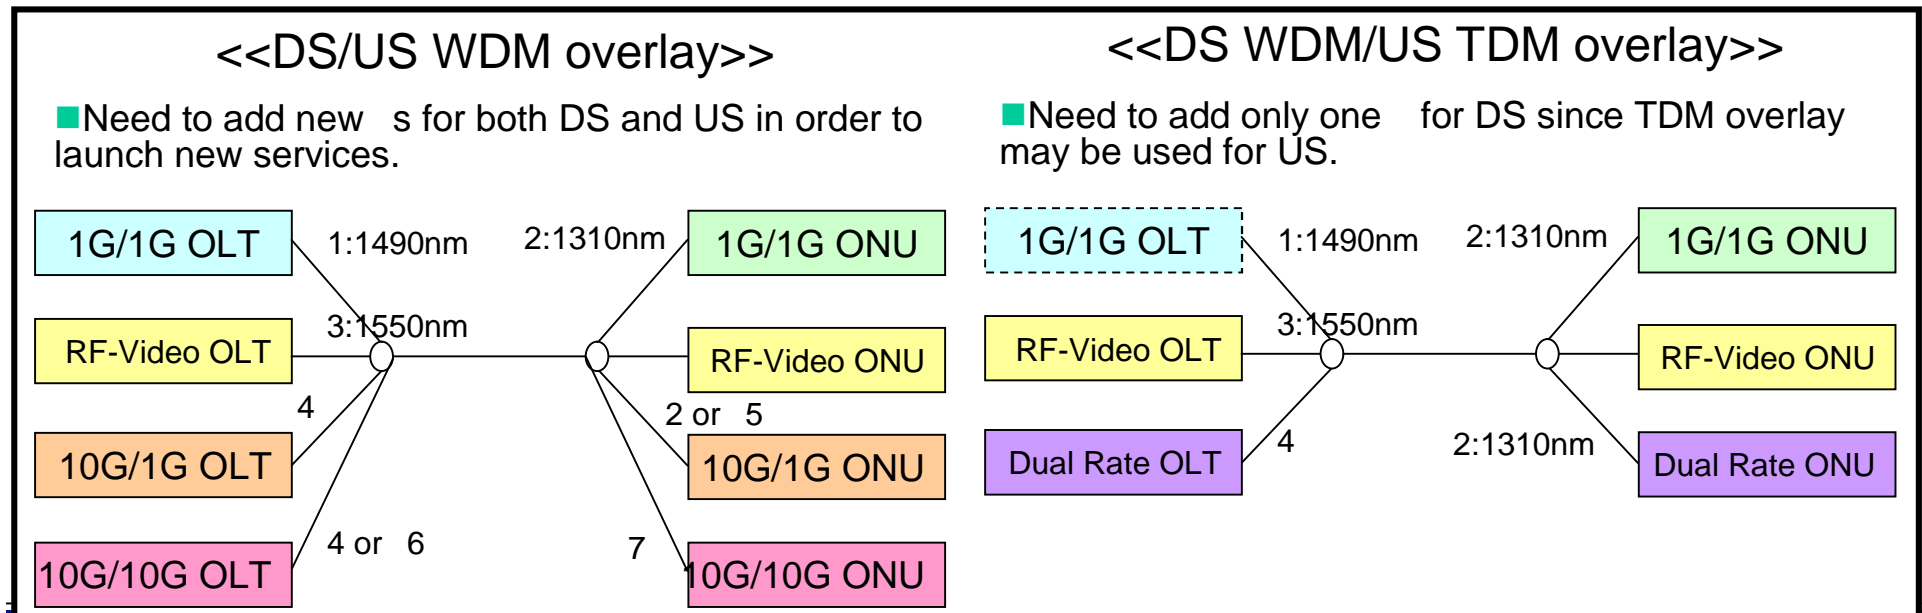 <<DS/US WDM overlay>>
Need to add new s for both DS and US in order to
launch new services.
1G/1G OLT
1:1490nm
2:1310nm
1G/1G ONU
RF-Video OLT
3:1550nm
RF-Video ONU
4
2 or 5
10G/1G OLT
10G/1G ONU
4 or 6
7
10G/10G OLT
10G/10G ONU
<<DS WDM/US TDM overlay>>
Need to add only one for DS since TDM overlay
may be used for US.
1G/1G OLT
1:1490nm
2:1310nm
1G/1G ONU
RF-Video OLT
3:1550nm
RF-Video ONU
4
2:1310nm
Dual Rate OLT
Dual Rate ONU